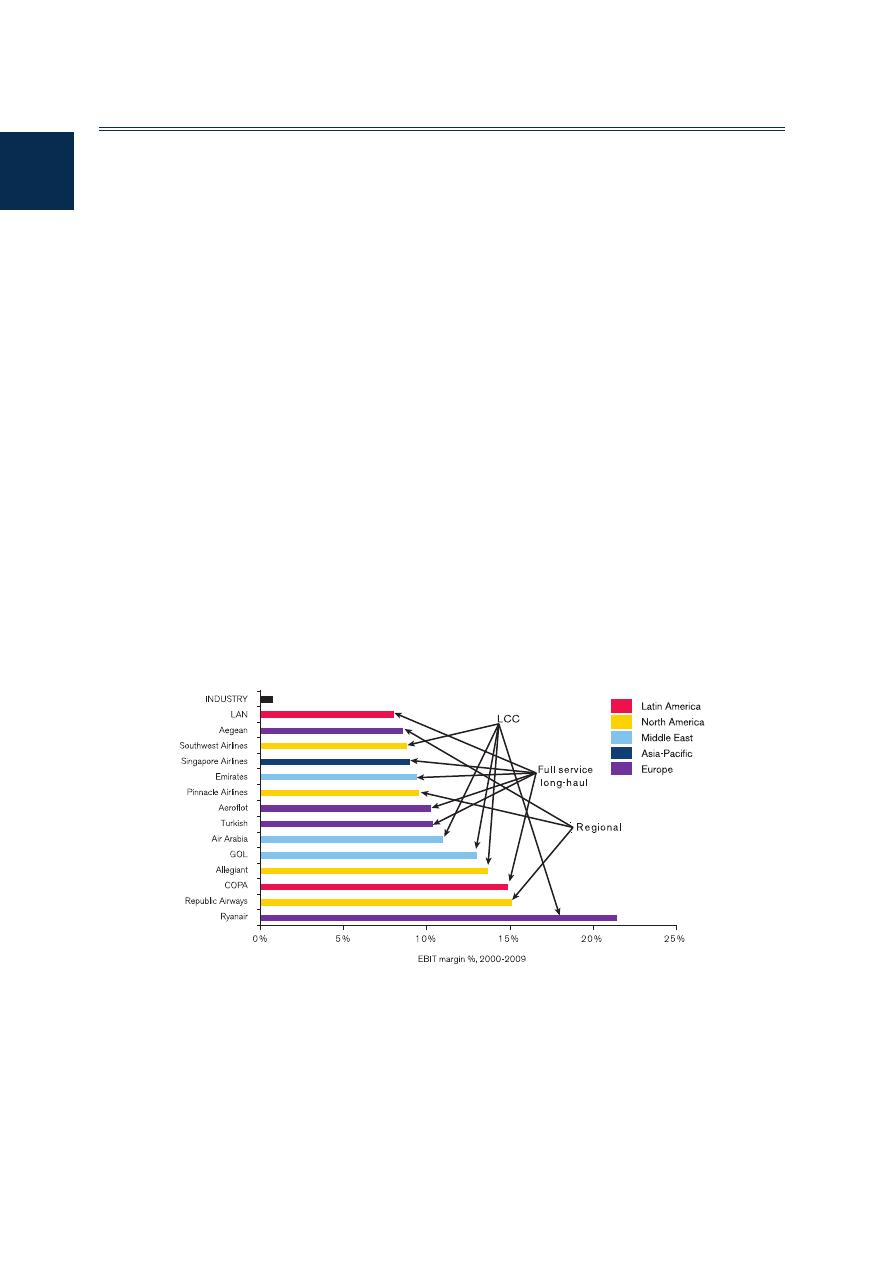 INDUSTRY
LAN
Aegean
Southwest Airlines
Singapore Airlines
Emirates
Pinnacle Airlines
Aeroflot
Turkish
Air Arabia
GOL
Allegiant
COPA
Republic Airways
Ryanair
LCC
Full service
long-haul
Regional
Latin America
North America
Middle East
Asia-Pacific
Europe
0% 5% 10% 15% 20% 25%
EBIT margin %, 2000-2009